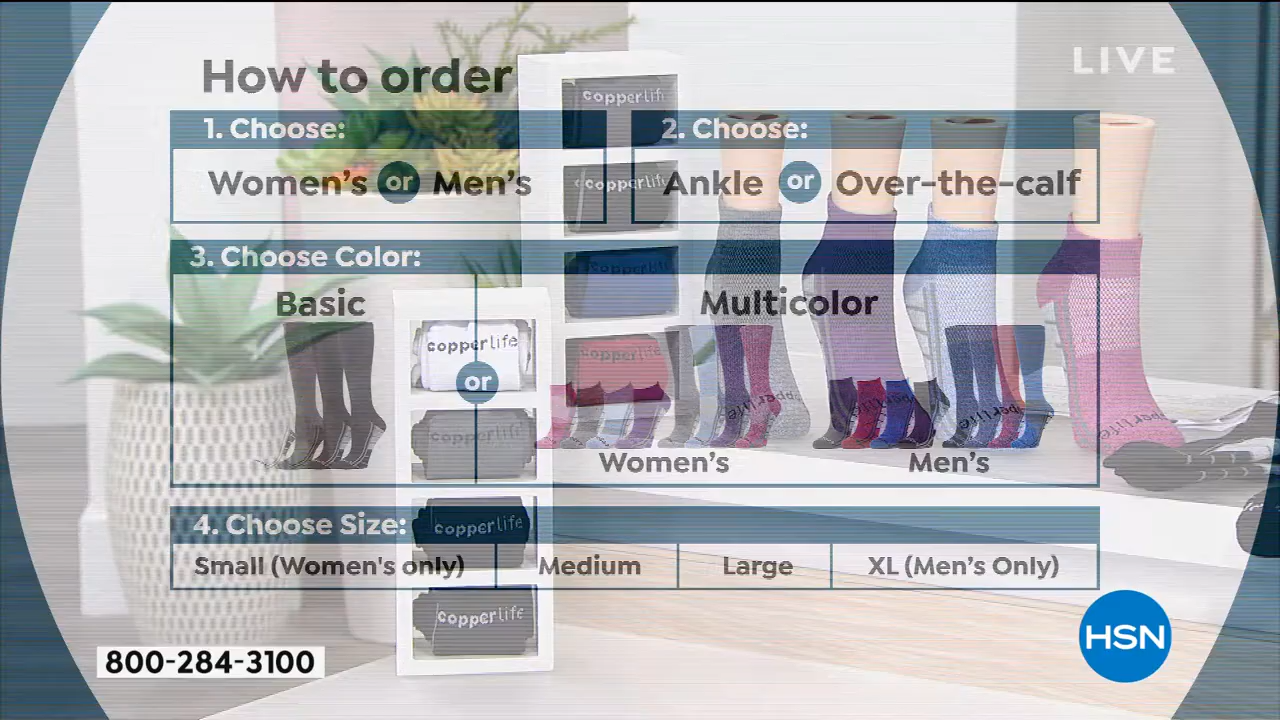 LIVE
How to order
1. Choose:
Women's or Men's
2. Choose:
Ankle or Over-the-calf
3. Choose Color:
Basic
or
Multicolor
Women's
Men's
4. Choose Size:
Small (Women's only)
Medium
Large
XL (Men's Only)
copperlife
copperlife
copperlife
copperlife
copperlife
copperlife
copperlife
copperlife
800-284-3100
HSN